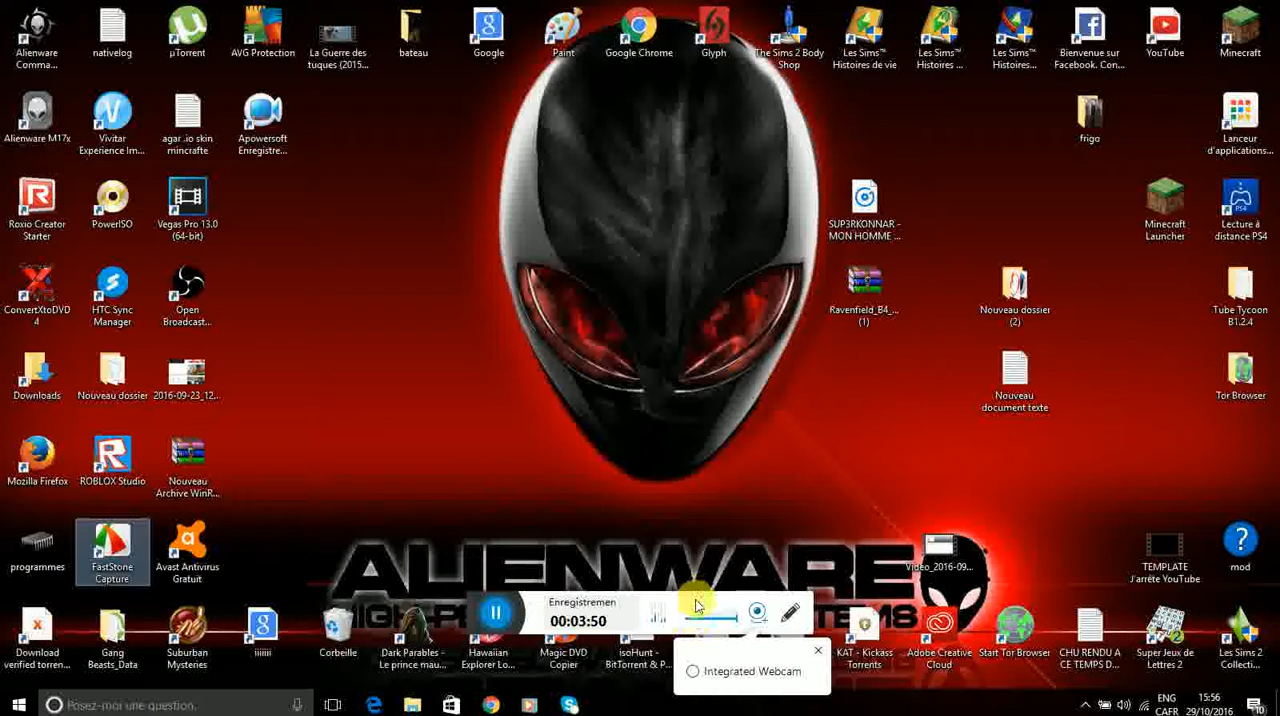 Alienware
Comma...
nativelog
µTorrent
AVG Protection
La Guerre des
tuques (2015...
bateau
Google
Paint
Google Chrome
Glyph
The Sims 2 Body
Shop
Les Sims™
Histoires de vie
Les Sims™
Histoires ...
Les Sims™
Histoires...
Bienvenue sur
Facebook. Con...
YouTube
Minecraft
Alienware M17x
Vivitar
Experience Im...
agar .io skin
mincrafte
Apowersoft
Enregistre...
frigo
Lanceur
d'applications...
Roxio Creator
Starter
PowerISO
Vegas Pro 13.0
(64-bit)
SUP3RKONNAR -
MON HOMME ...
Minecraft
Launcher
Lecture à
distance PS4
ConvertXtoDVD
4
HTC Sync
Manager
Open
Broadcast...
Ravenfield_B4_...
(1)
Nouveau dossier
(2)
Tube Tycoon
B1.2.4
Downloads
Nouveau dossier
2016-09-23_12...
Nouveau
document texte
Tor Browser
Mozilla Firefox
ROBLOX Studio
Nouveau
Archive WinR...
programmes
FastStone
Capture
Avast Antivirus
Gratuit
ALIENWARE
Video_2016-09...
TEMPLATE
J'arrête YouTube
mod
Enregistremen
00:03:50
verified torren...
Gang
Beasts_Data
Suburban
Mysteries
iiiiiii
Corbeille
Dark Parables -
Le prince mau...
Hawaiian
Explorer Lo...
Magic DVD
Copier
isoHunt -
BitTorrent & P...
KAT - Kickass
Torrents
Adobe Creative
Cloud
Start Tor Browser
CHU RENDU A
CE TEMPS D...
Super Jeux de
Lettres 2
Les Sims 2
Collecti...
Integrated Webcam
Posez-moi une question.
ENG
CAFR
15:56
29/10/2016